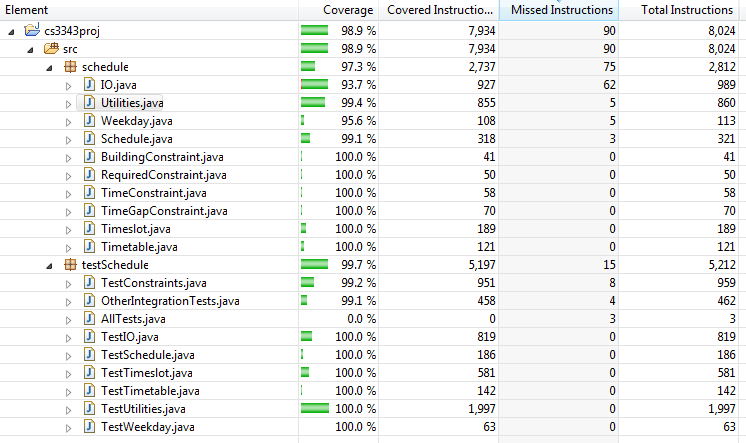 Element Coverage Covered Instructio... Missed Instructions Total Instructions
cs3343proj 98.9 % 7,934 90 8,024
src 98.9 % 7,934 90 8,024
schedule 97.3 % 2,737 75 2,812
IO.java 93.7 % 927 62 989
Utilities.java 99.4 % 855 5 860
Weekday.java 95.6 % 108 5 113
Schedule.java 99.1 % 318 3 321
BuildingConstraint.java 100.0 % 41 0 41
RequiredConstraint.java 100.0 % 50 0 50
TimeConstraint.java 100.0 % 58 0 58
TimeGapConstraint.java 100.0 % 70 0 70
Timeslot.java 100.0 % 189 0 189
Timetable.java 100.0 % 121 0 121
testSchedule 99.7 % 5,197 15 5,212
TestConstraints.java 99.2 % 951 8 959
OtherIntegrationTests.java 99.1 % 458 4 462
AllTests.java 0.0 % 0 3 3
TestIO.java 100.0 % 819 0 819
TestSchedule.java 100.0 % 186 0 186
TestTimeslot.java 100.0 % 581 0 581
TestTimetable.java 100.0 % 142 0 142
TestUtilities.java 100.0 % 1,997 0 1,997
TestWeekday.java 100.0 % 63 0 63